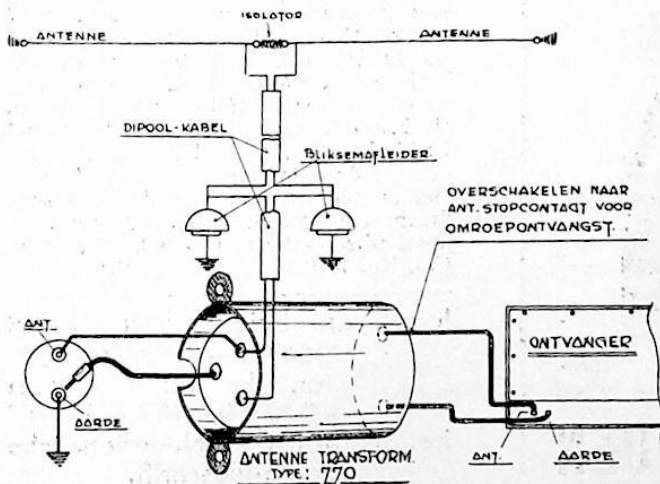 ISOLATOR
ANTENNE
ANTENNE
DIPOOL-KABEL
BLIKSEMAFLEIDER.
OVERSCHAKELEN NAAR
ANT. STOPCONTACT VOOR
OMROEPONTVANGST.
ANT.
ONTVANGER
AARDE
ANT.
AARDE
ANTENNE TRANSFORM.
TYPE: 770